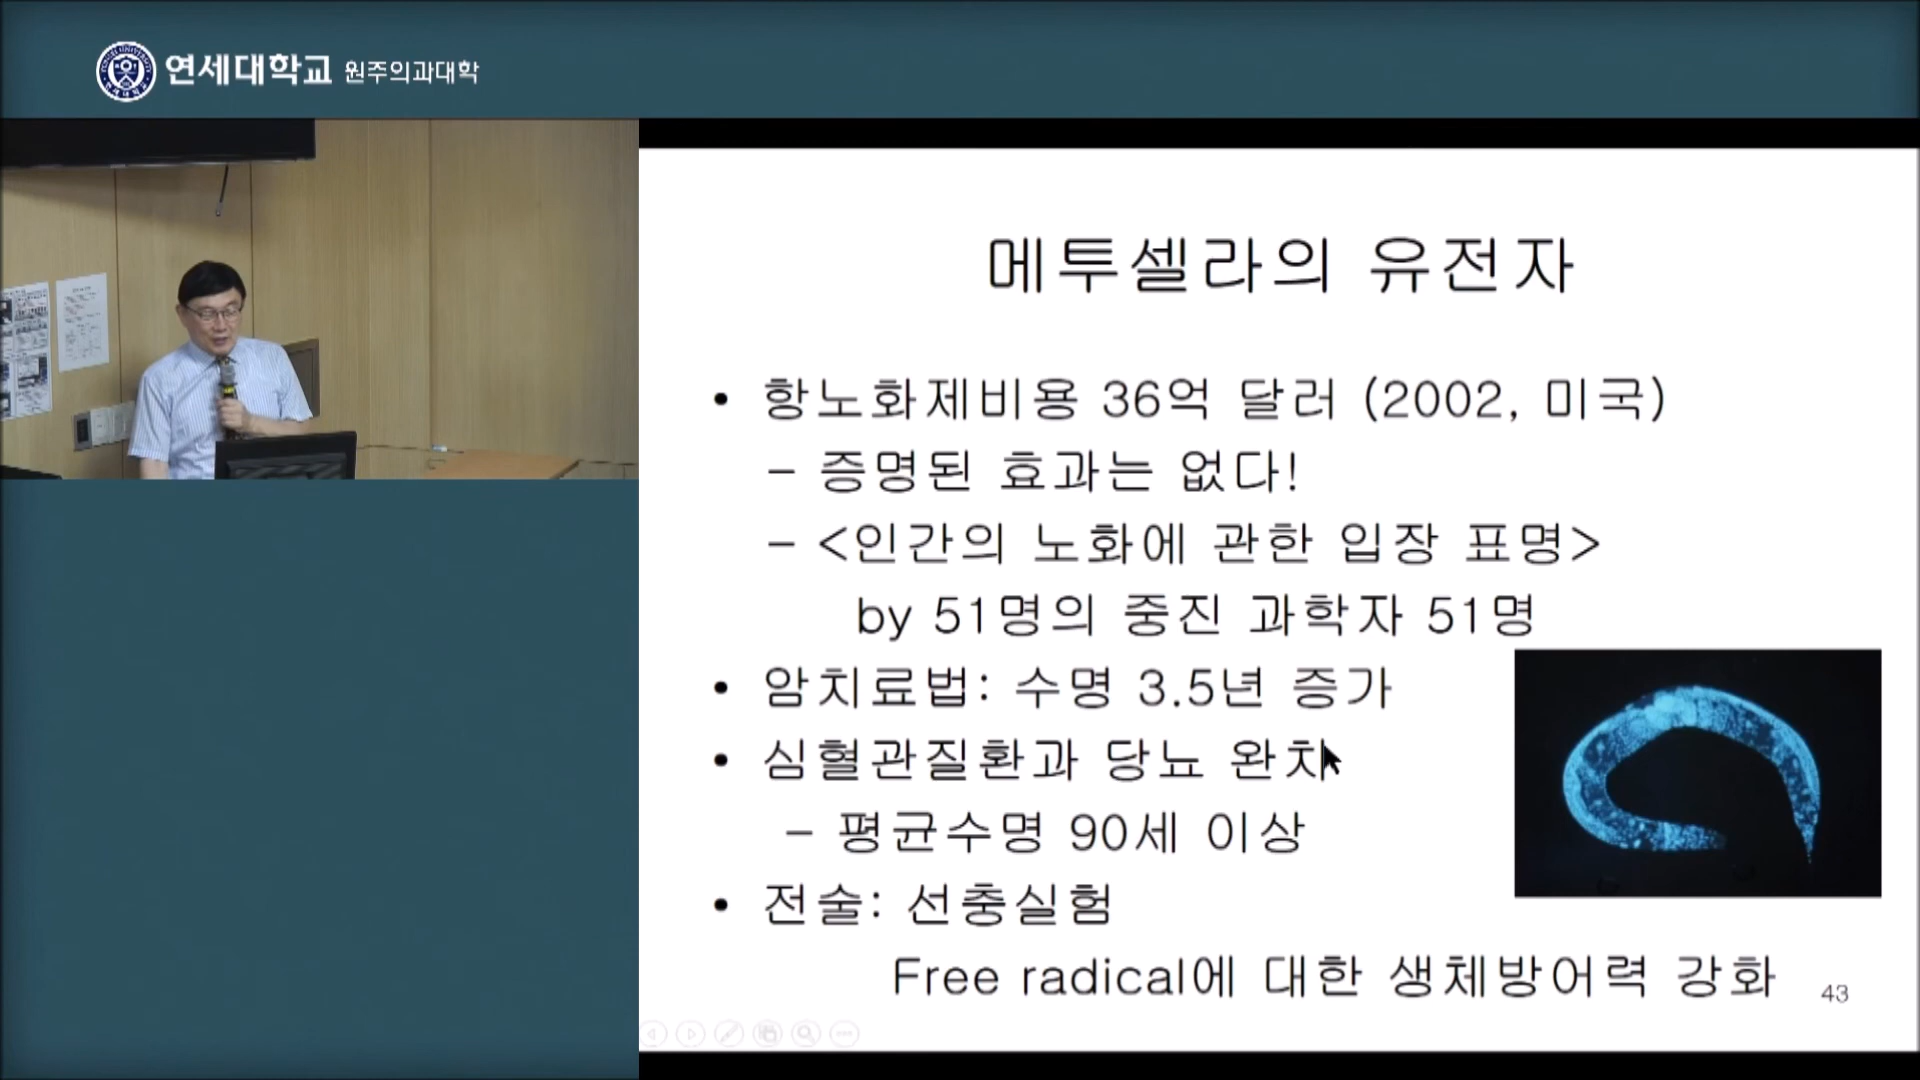 연세대학교 원주의과대학
메투셀라의 유전자
• 항노화제비용 36억 달러 (2002, 미국)
– 증명된 효과는 없다!
– <인간의 노화에 관한 입장 표명>
by 51명의 중진 과학자 51명
• 암치료법: 수명 3.5년 증가
• 심혈관질환과 당뇨 완치
– 평균수명 90세 이상
• 전술: 선충실험
Free radical에 대한 생체방어력 강화
43